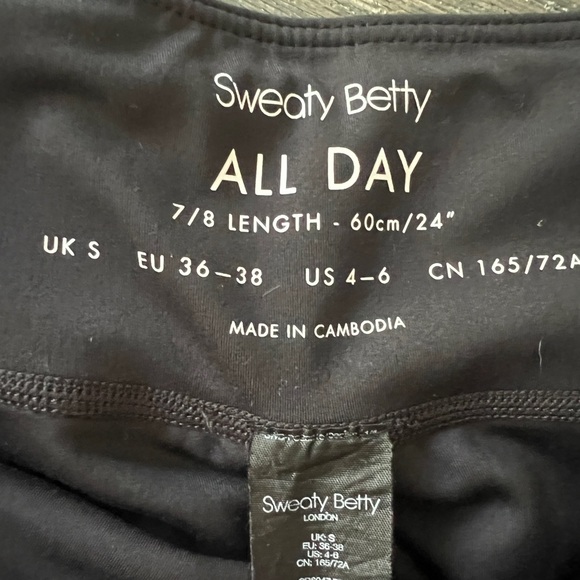 Sweaty Betty
ALL DAY
7/8 LENGTH - 60cm/24"
UK S EU 36-38 US 4-6 CN 165/72A
MADE IN CAMBODIA
Sweaty Betty
LONDON
UK: S
EU: 36-38
US: 4-6
CN: 165/72A